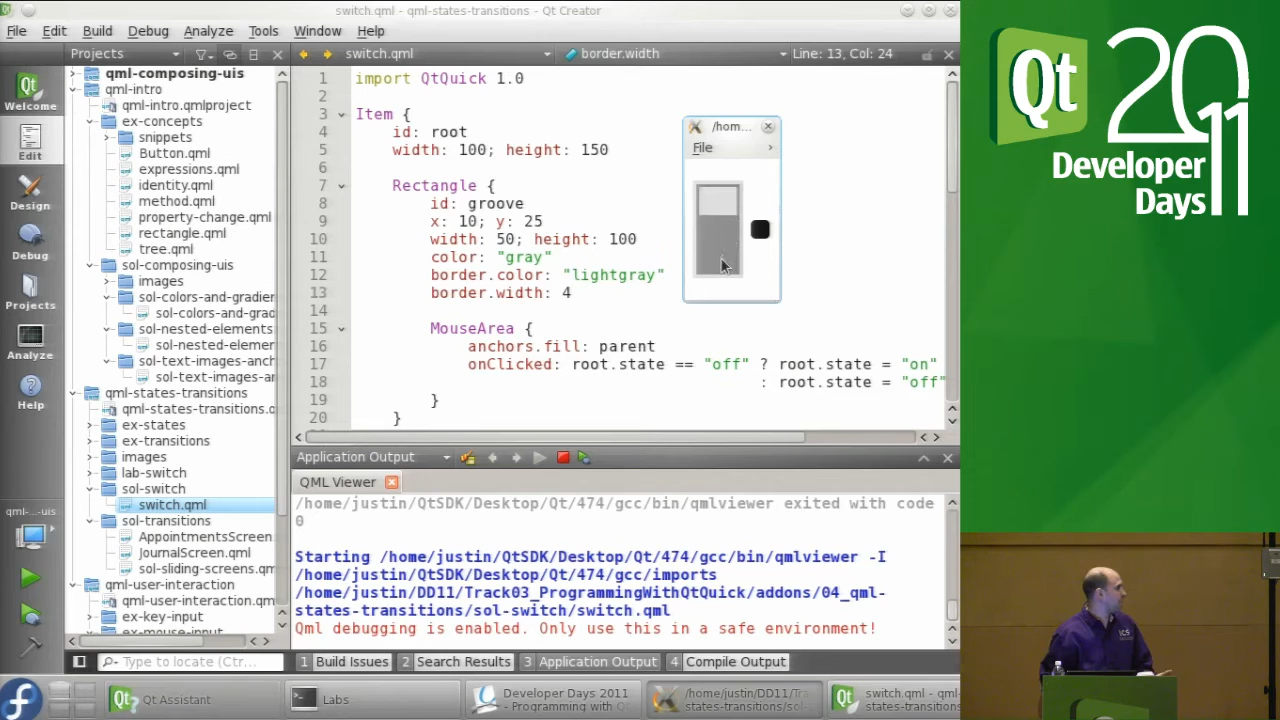 switch.qml - qml-states-transitions - Qt Creator
File Edit Build Debug Analyze Tools Window Help
Projects
switch.qml
border.width
Line: 13, Col: 24
Welcome
Edit
Design
Debug
Projects
Analyze
Help
qml-...-uis
qml-composing-uis
qml-intro
qml-intro.qmlproject
ex-concepts
snippets
Button.qml
expressions.qml
identity.qml
method.qml
property-change.qml
rectangle.qml
tree.qml
sol-composing-uis
images
sol-colors-and-gradien
sol-colors-and-grad
sol-nested-elements
sol-nested-elemer
sol-text-images-anch
sol-text-images-ar
qml-states-transitions
qml-states-transitions.q
ex-states
ex-transitions
images
lab-switch
sol-switch
switch.qml
sol-transitions
AppointmentsScreen
JournalScreen.qml
sol-sliding-screens.qm
qml-user-interaction
qml-user-interaction.qm
ex-key-input
ex-mouse-input
1 import QtQuick 1.0
2
3 Item {
4 id: root
5 width: 100; height: 150
6
7 Rectangle {
8 id: groove
9 x: 10; y: 25
10 width: 50; height: 100
11 color: "gray"
12 border.color: "lightgray"
13 border.width: 4
14
15 MouseArea {
16 anchors.fill: parent
17 onClicked: root.state == "off" ? root.state = "on"
18 : root.state = "off"
19 }
20 }
/hom...
File
Application Output
QML Viewer
/home/justin/QtSDK/Desktop/Qt/474/gcc/bin/qmlviewer exited with code
0
Starting /home/justin/QtSDK/Desktop/Qt/474/gcc/bin/qmlviewer -I
/home/justin/QtSDK/Desktop/Qt/474/gcc/imports
/home/justin/DD11/Track03_ProgrammingWithQtQuick/addons/04_qml-
states-transitions/sol-switch/switch.qml
Qml debugging is enabled. Only use this in a safe environment!
Type to locate (Ctr...
1 Build Issues 2 Search Results 3 Application Output 4 Compile Output
Qt Assistant
Labs
Developer Days 2011
- Programming with Q
/home/justin/DD11/Tra
states-transitions/sol-
switch.qml - qml-
states-transitions
Qt
2011
Developer
Days
ICS